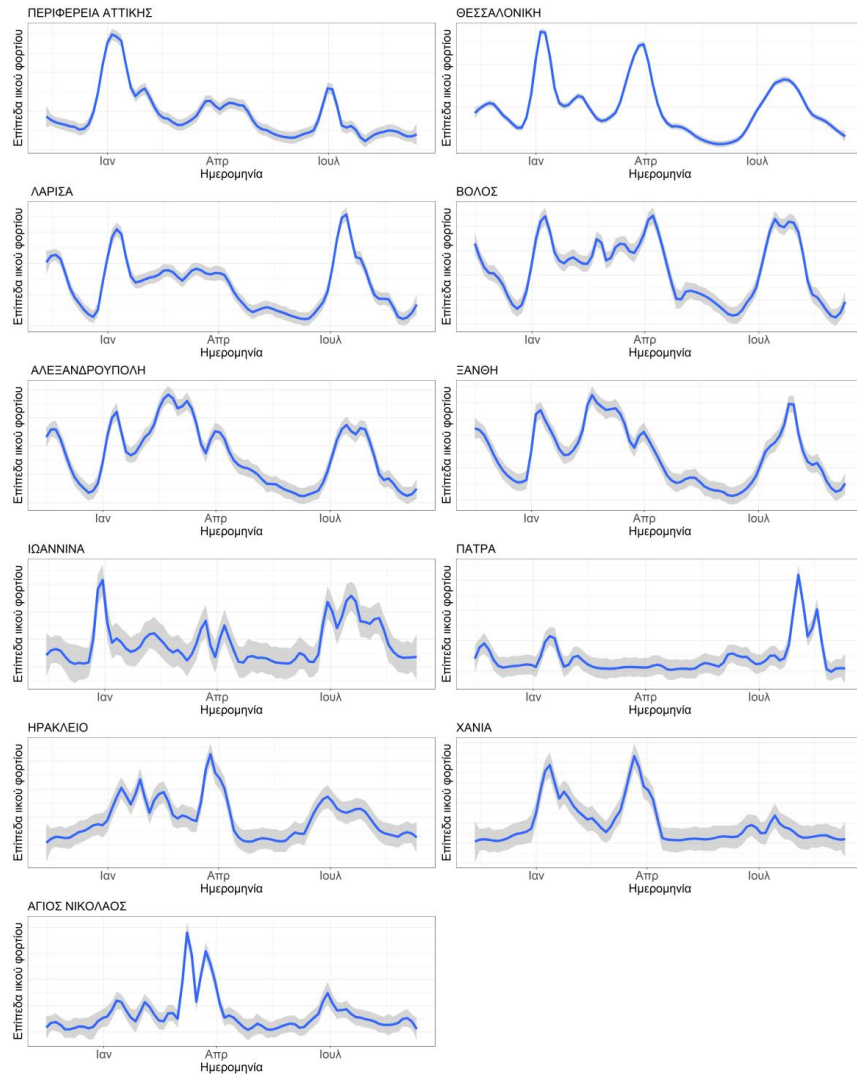 ΠΕΡΙΦΕΡΕΙΑ ΑΤΤΙΚΗΣ
Επίπεδα ιικού φορτίου
Ιαν Απρ Ιουλ
Ημερομηνία
ΘΕΣΣΑΛΟΝΙΚΗ
Επίπεδα ιικού φορτίου
Ιαν Απρ Ιουλ
Ημερομηνία
ΛΑΡΙΣΑ
Επίπεδα ιικού φορτίου
Ιαν Απρ Ιουλ
Ημερομηνία
ΒΟΛΟΣ
Επίπεδα ιικού φορτίου
Ιαν Απρ Ιουλ
Ημερομηνία
ΑΛΕΞΑΝΔΡΟΥΠΟΛΗ
Επίπεδα ιικού φορτίου
Ιαν Απρ Ιουλ
Ημερομηνία
ΞΑΝΘΗ
Επίπεδα ιικού φορτίου
Ιαν Απρ Ιουλ
Ημερομηνία
ΙΩΑΝΝΙΝΑ
Επίπεδα ιικού φορτίου
Ιαν Απρ Ιουλ
Ημερομηνία
ΠΑΤΡΑ
Επίπεδα ιικού φορτίου
Ιαν Απρ Ιουλ
Ημερομηνία
ΗΡΑΚΛΕΙΟ
Επίπεδα ιικού φορτίου
Ιαν Απρ Ιουλ
Ημερομηνία
ΧΑΝΙΑ
Επίπεδα ιικού φορτίου
Ιαν Απρ Ιουλ
Ημερομηνία
ΑΓΙΟΣ ΝΙΚΟΛΑΟΣ
Επίπεδα ιικού φορτίου
Ιαν Απρ Ιουλ
Ημερομηνία